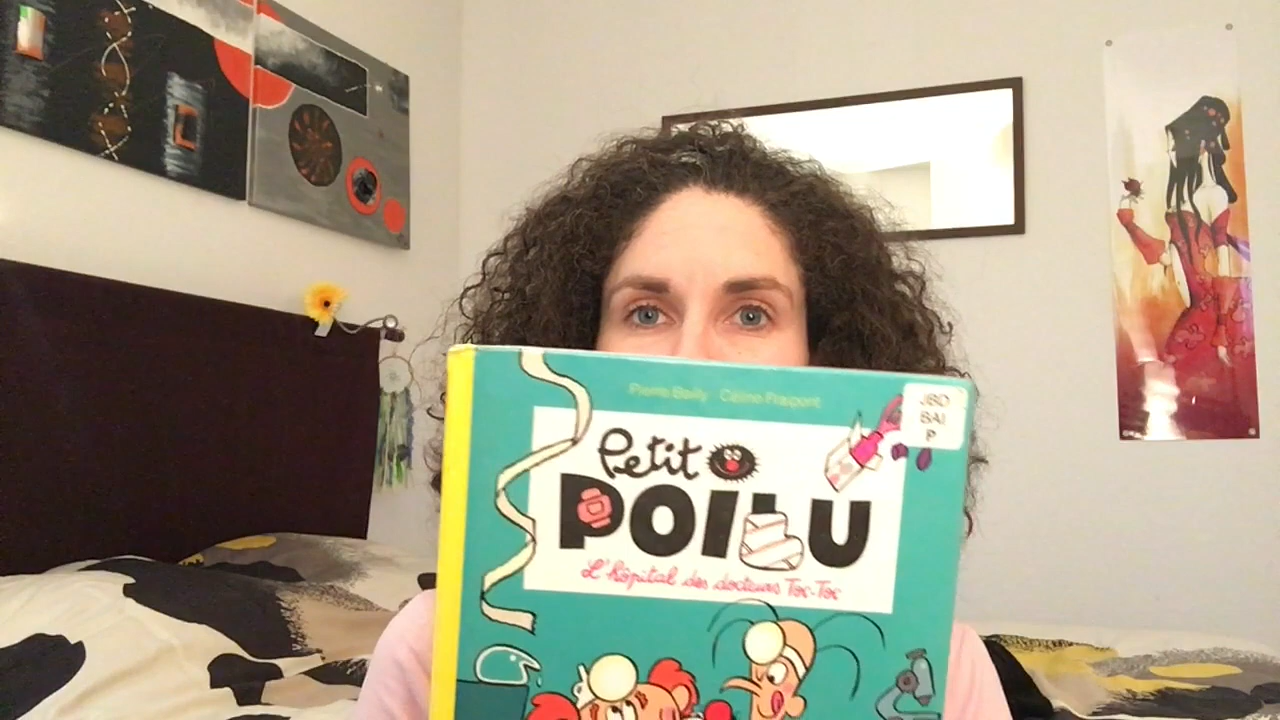 Pierre Bailly Céline Fraipont
JBD
BAI
P
Petit
POILU
L'hôpital des docteurs Toc-Toc